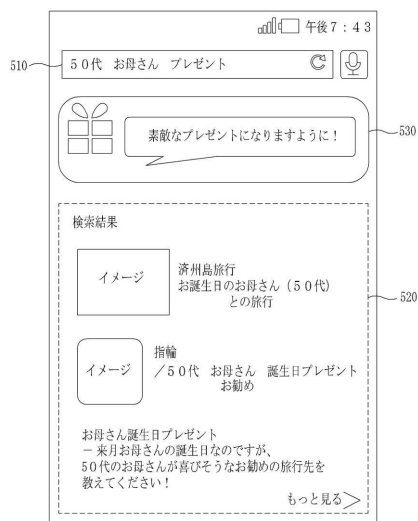 午後7:43
510
50代 お母さん プレゼント
素敵なプレゼントになりますように!
530
検索結果
イメージ
済州島旅行
お誕生日のお母さん(50代)
との旅行
520
イメージ
指輪
/50代 お母さん 誕生日プレゼント
お勧め
お母さん誕生日プレゼント
-来月お母さんの誕生日なのですが、
50代のお母さんが喜びそうなお勧めの旅行先を
教えてください!
もっと見る>